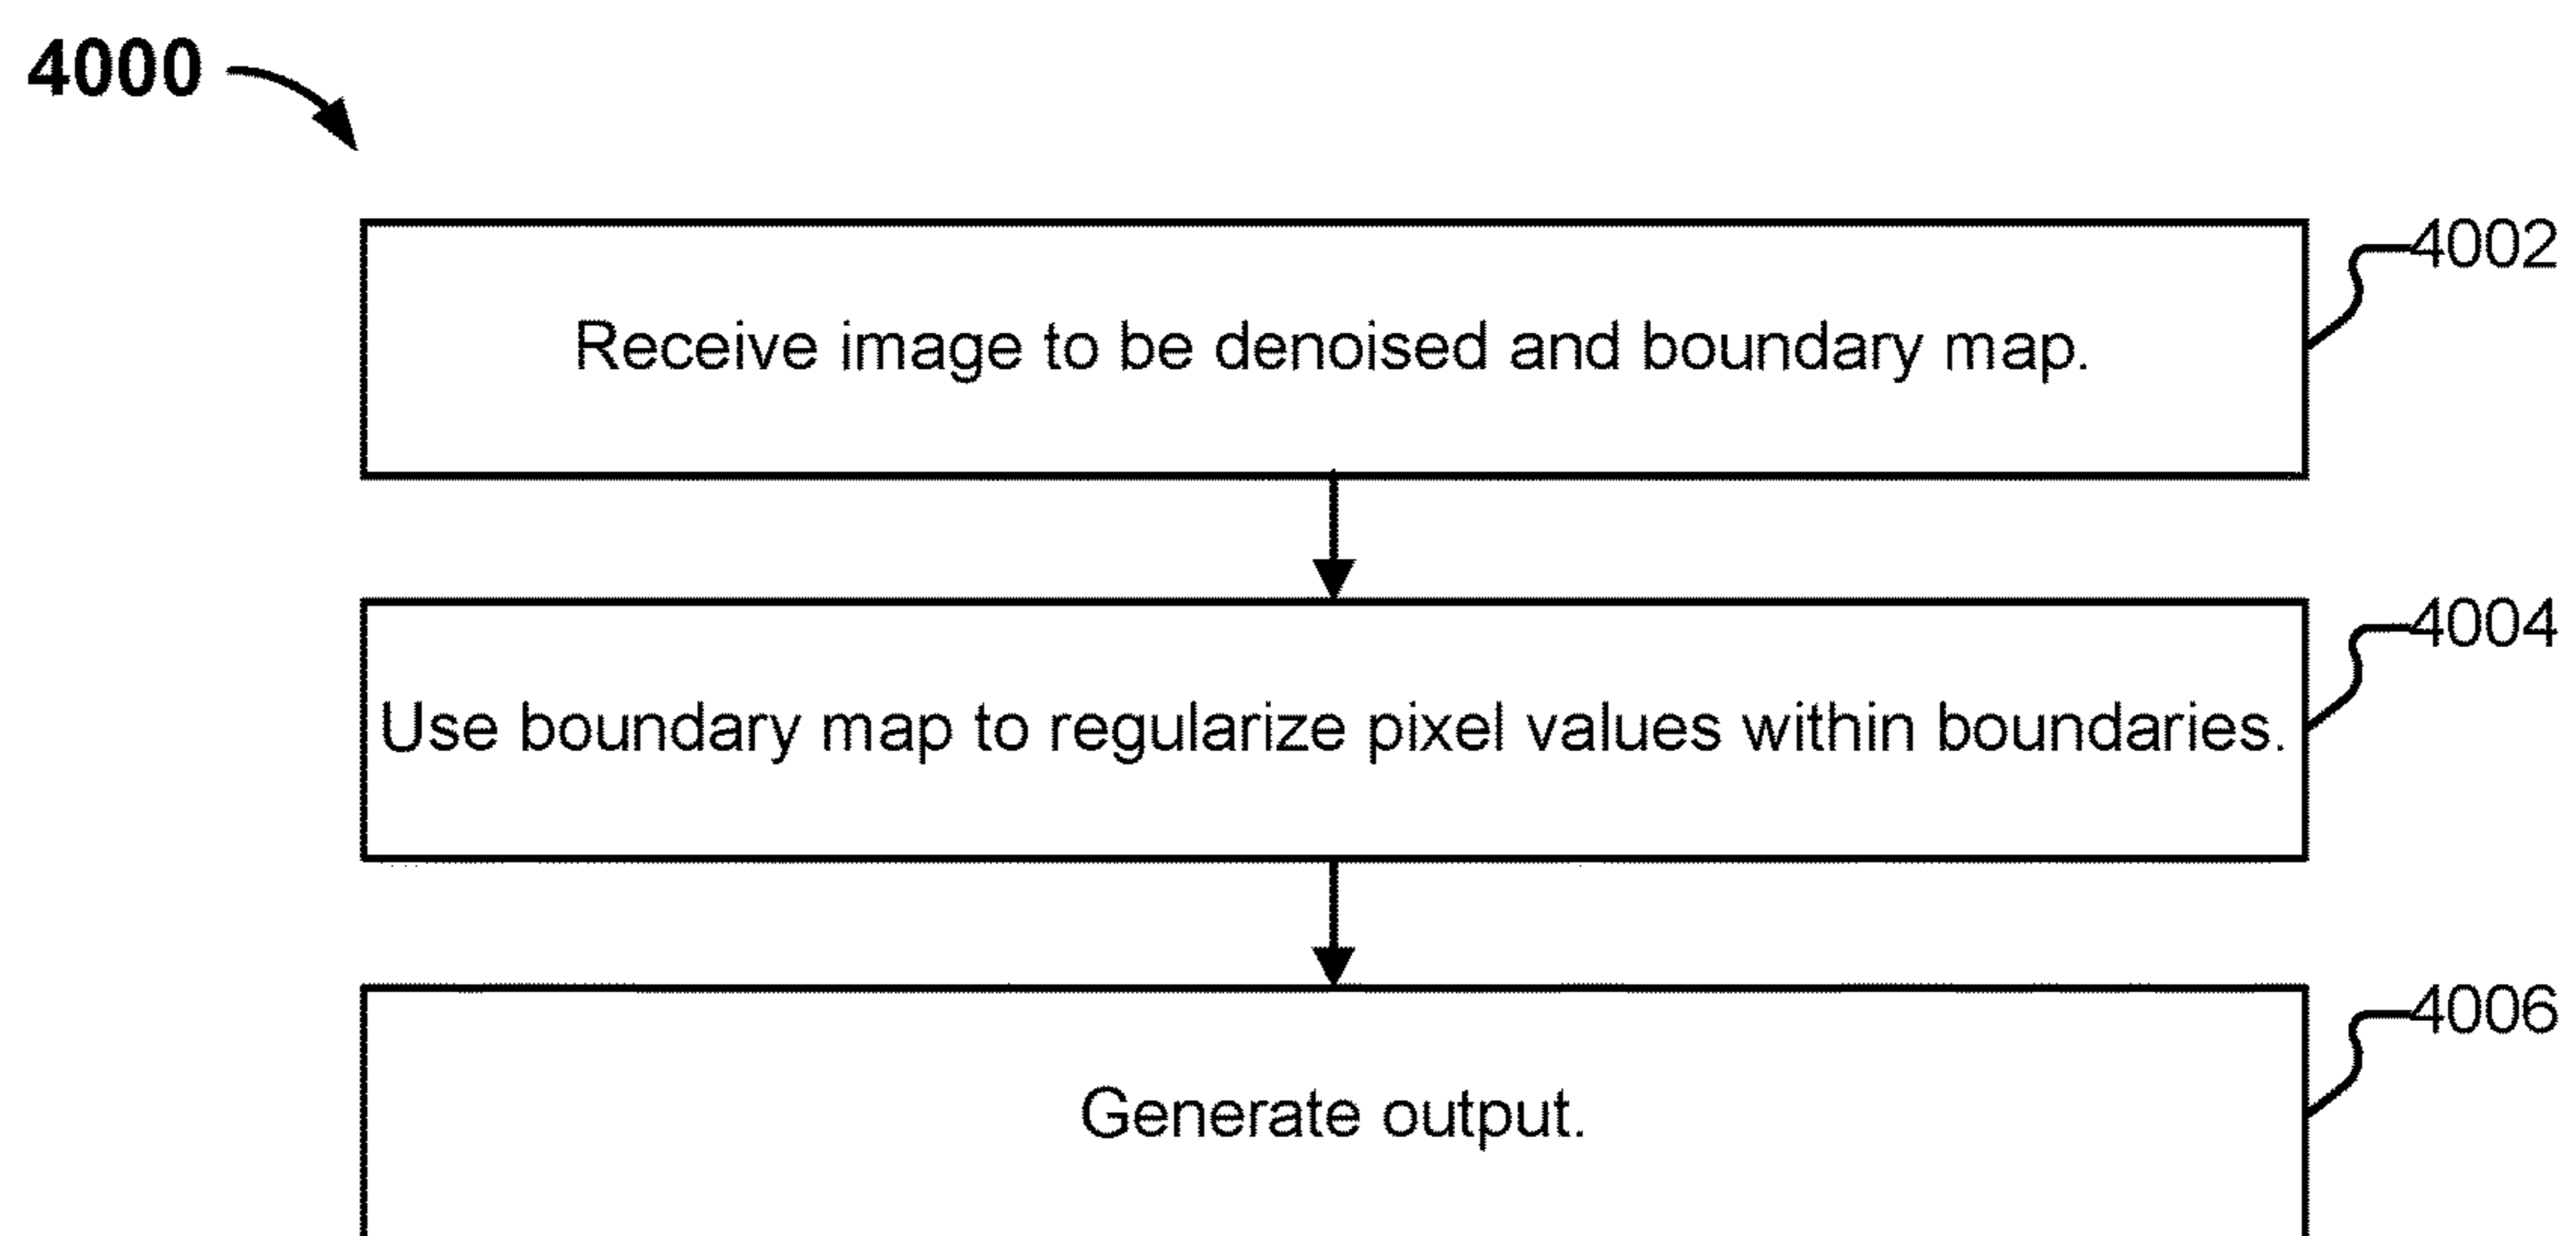 4000
4002
Receive image to be denoised and boundary map.
4004
Use boundary map to regularize pixel values within boundaries.
4006
Generate output.